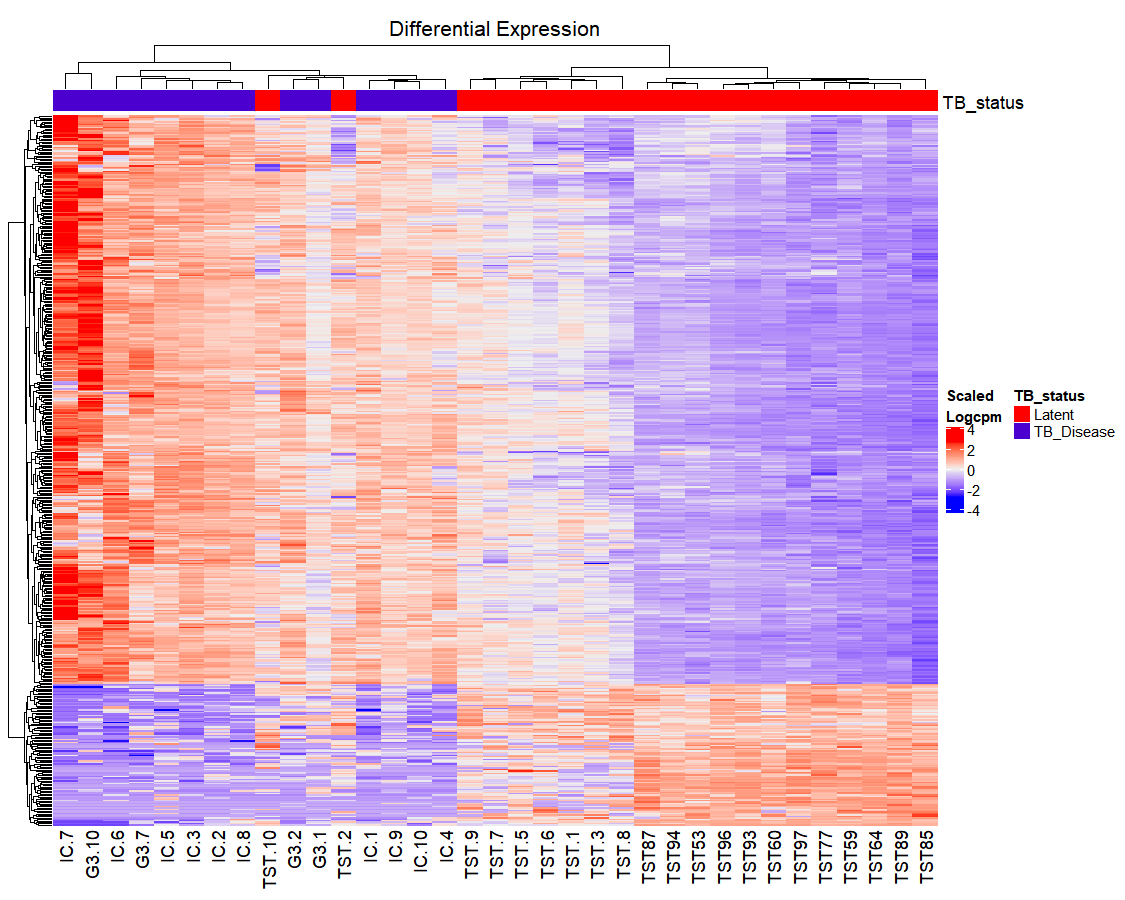 Differential Expression
TB_status
Scaled
Logcpm
4
2
0
-2
-4
TB_status
Latent
TB_Disease
IC.7
G3.10
IC.6
G3.7
IC.5
IC.3
IC.2
IC.8
TST.10
G3.2
G3.1
TST.2
IC.1
IC.9
IC.10
IC.4
TST.9
TST.7
TST.5
TST.6
TST.1
TST.3
TST.8
TST87
TST94
TST53
TST96
TST93
TST60
TST97
TST77
TST59
TST64
TST89
TST85